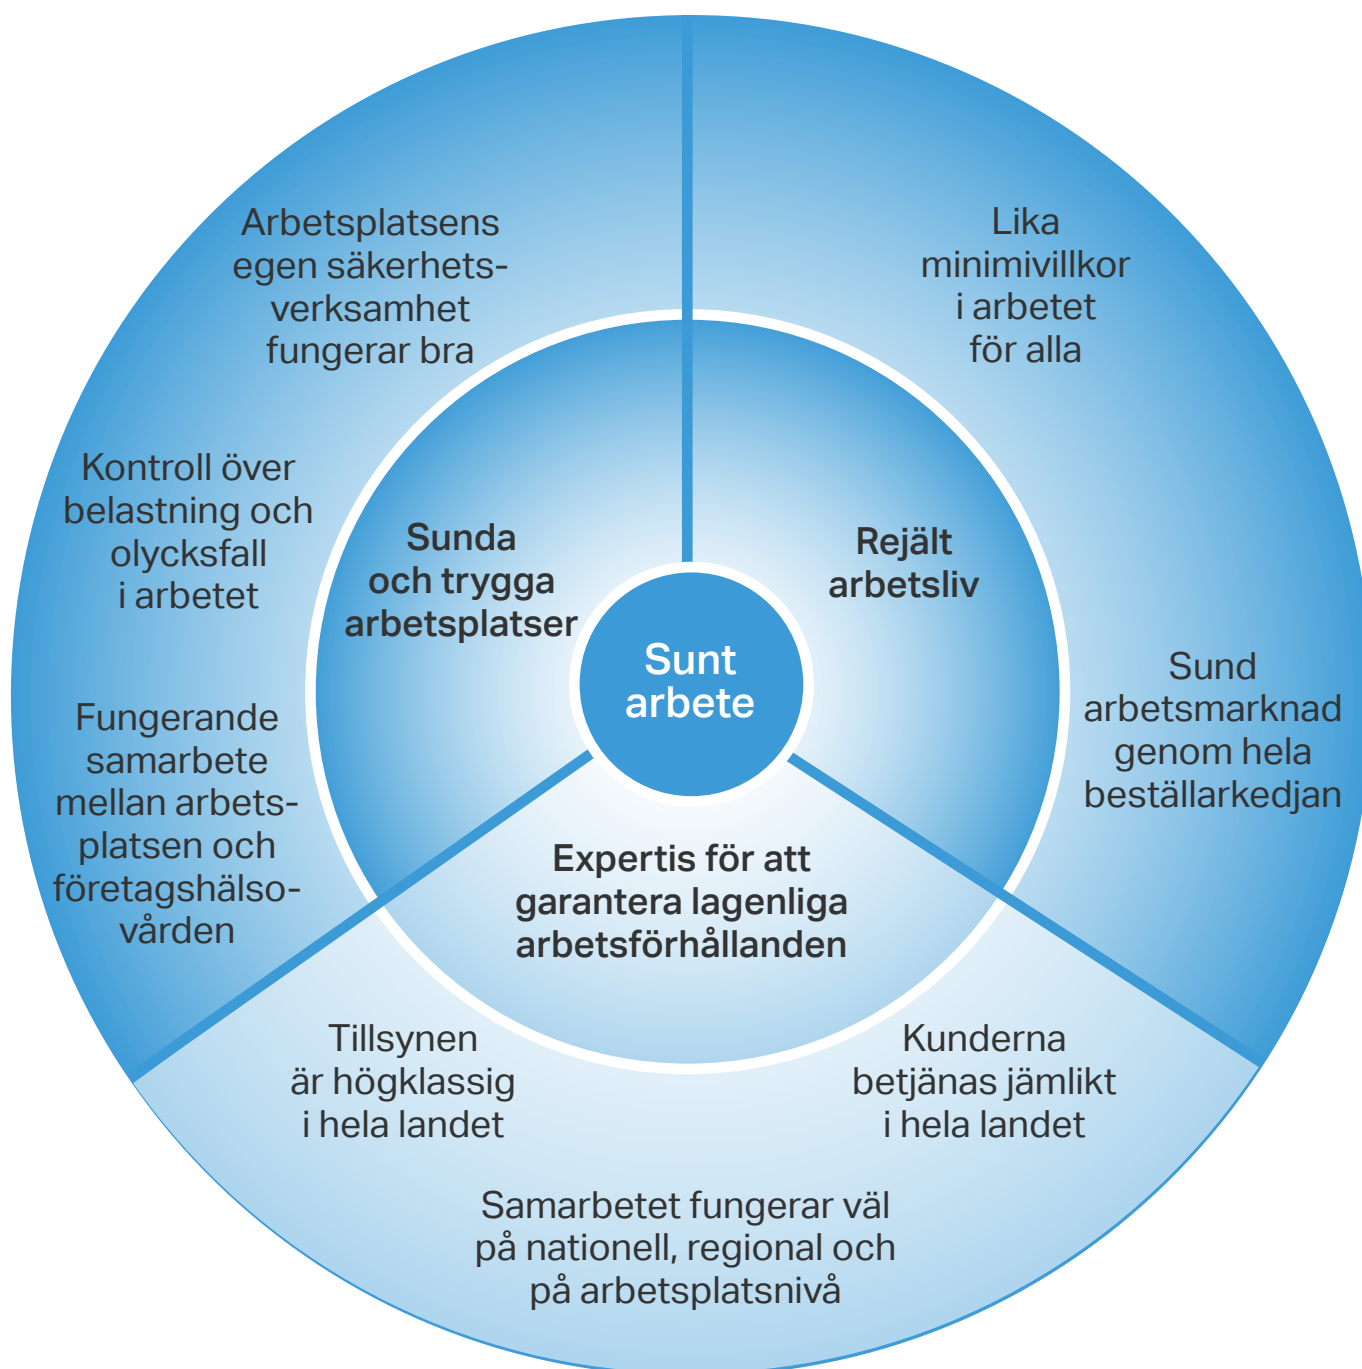 Arbetsplatsens
egen säkerhets-
verksamhet
fungerar bra
Kontroll över
belastning och
olycksfall
i arbetet
Fungerande
samarbete
mellan arbets-
platsen och
företagshälso-
vården
Sunda
och trygga
arbetsplatser
Sunt
arbete
Rejält
arbetsliv
Lika
minimivillkor
i arbetet
för alla
Sund
arbetsmarknad
genom hela
beställarkedjan
Expertis för att
garantera lagenliga
arbetsförhållanden
Tillsynen
är högklassig
i hela landet
Kunderna
betjänas jämlikt
i hela landet
Samarbetet fungerar väl
på nationell, regional och
på arbetsplatsnivå